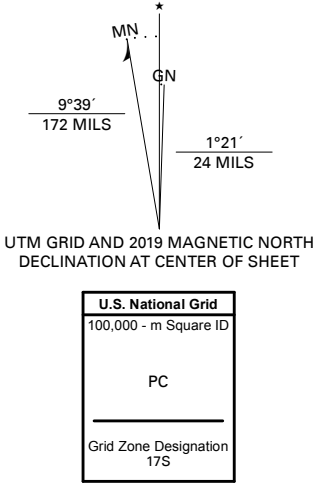 ★
MN
GN
9°39´
172 MILS
1°21´
24 MILS
UTM GRID AND 2019 MAGNETIC NORTH
DECLINATION AT CENTER OF SHEET
U.S. National Grid
100,000 - m Square ID
PC
Grid Zone Designation
17S